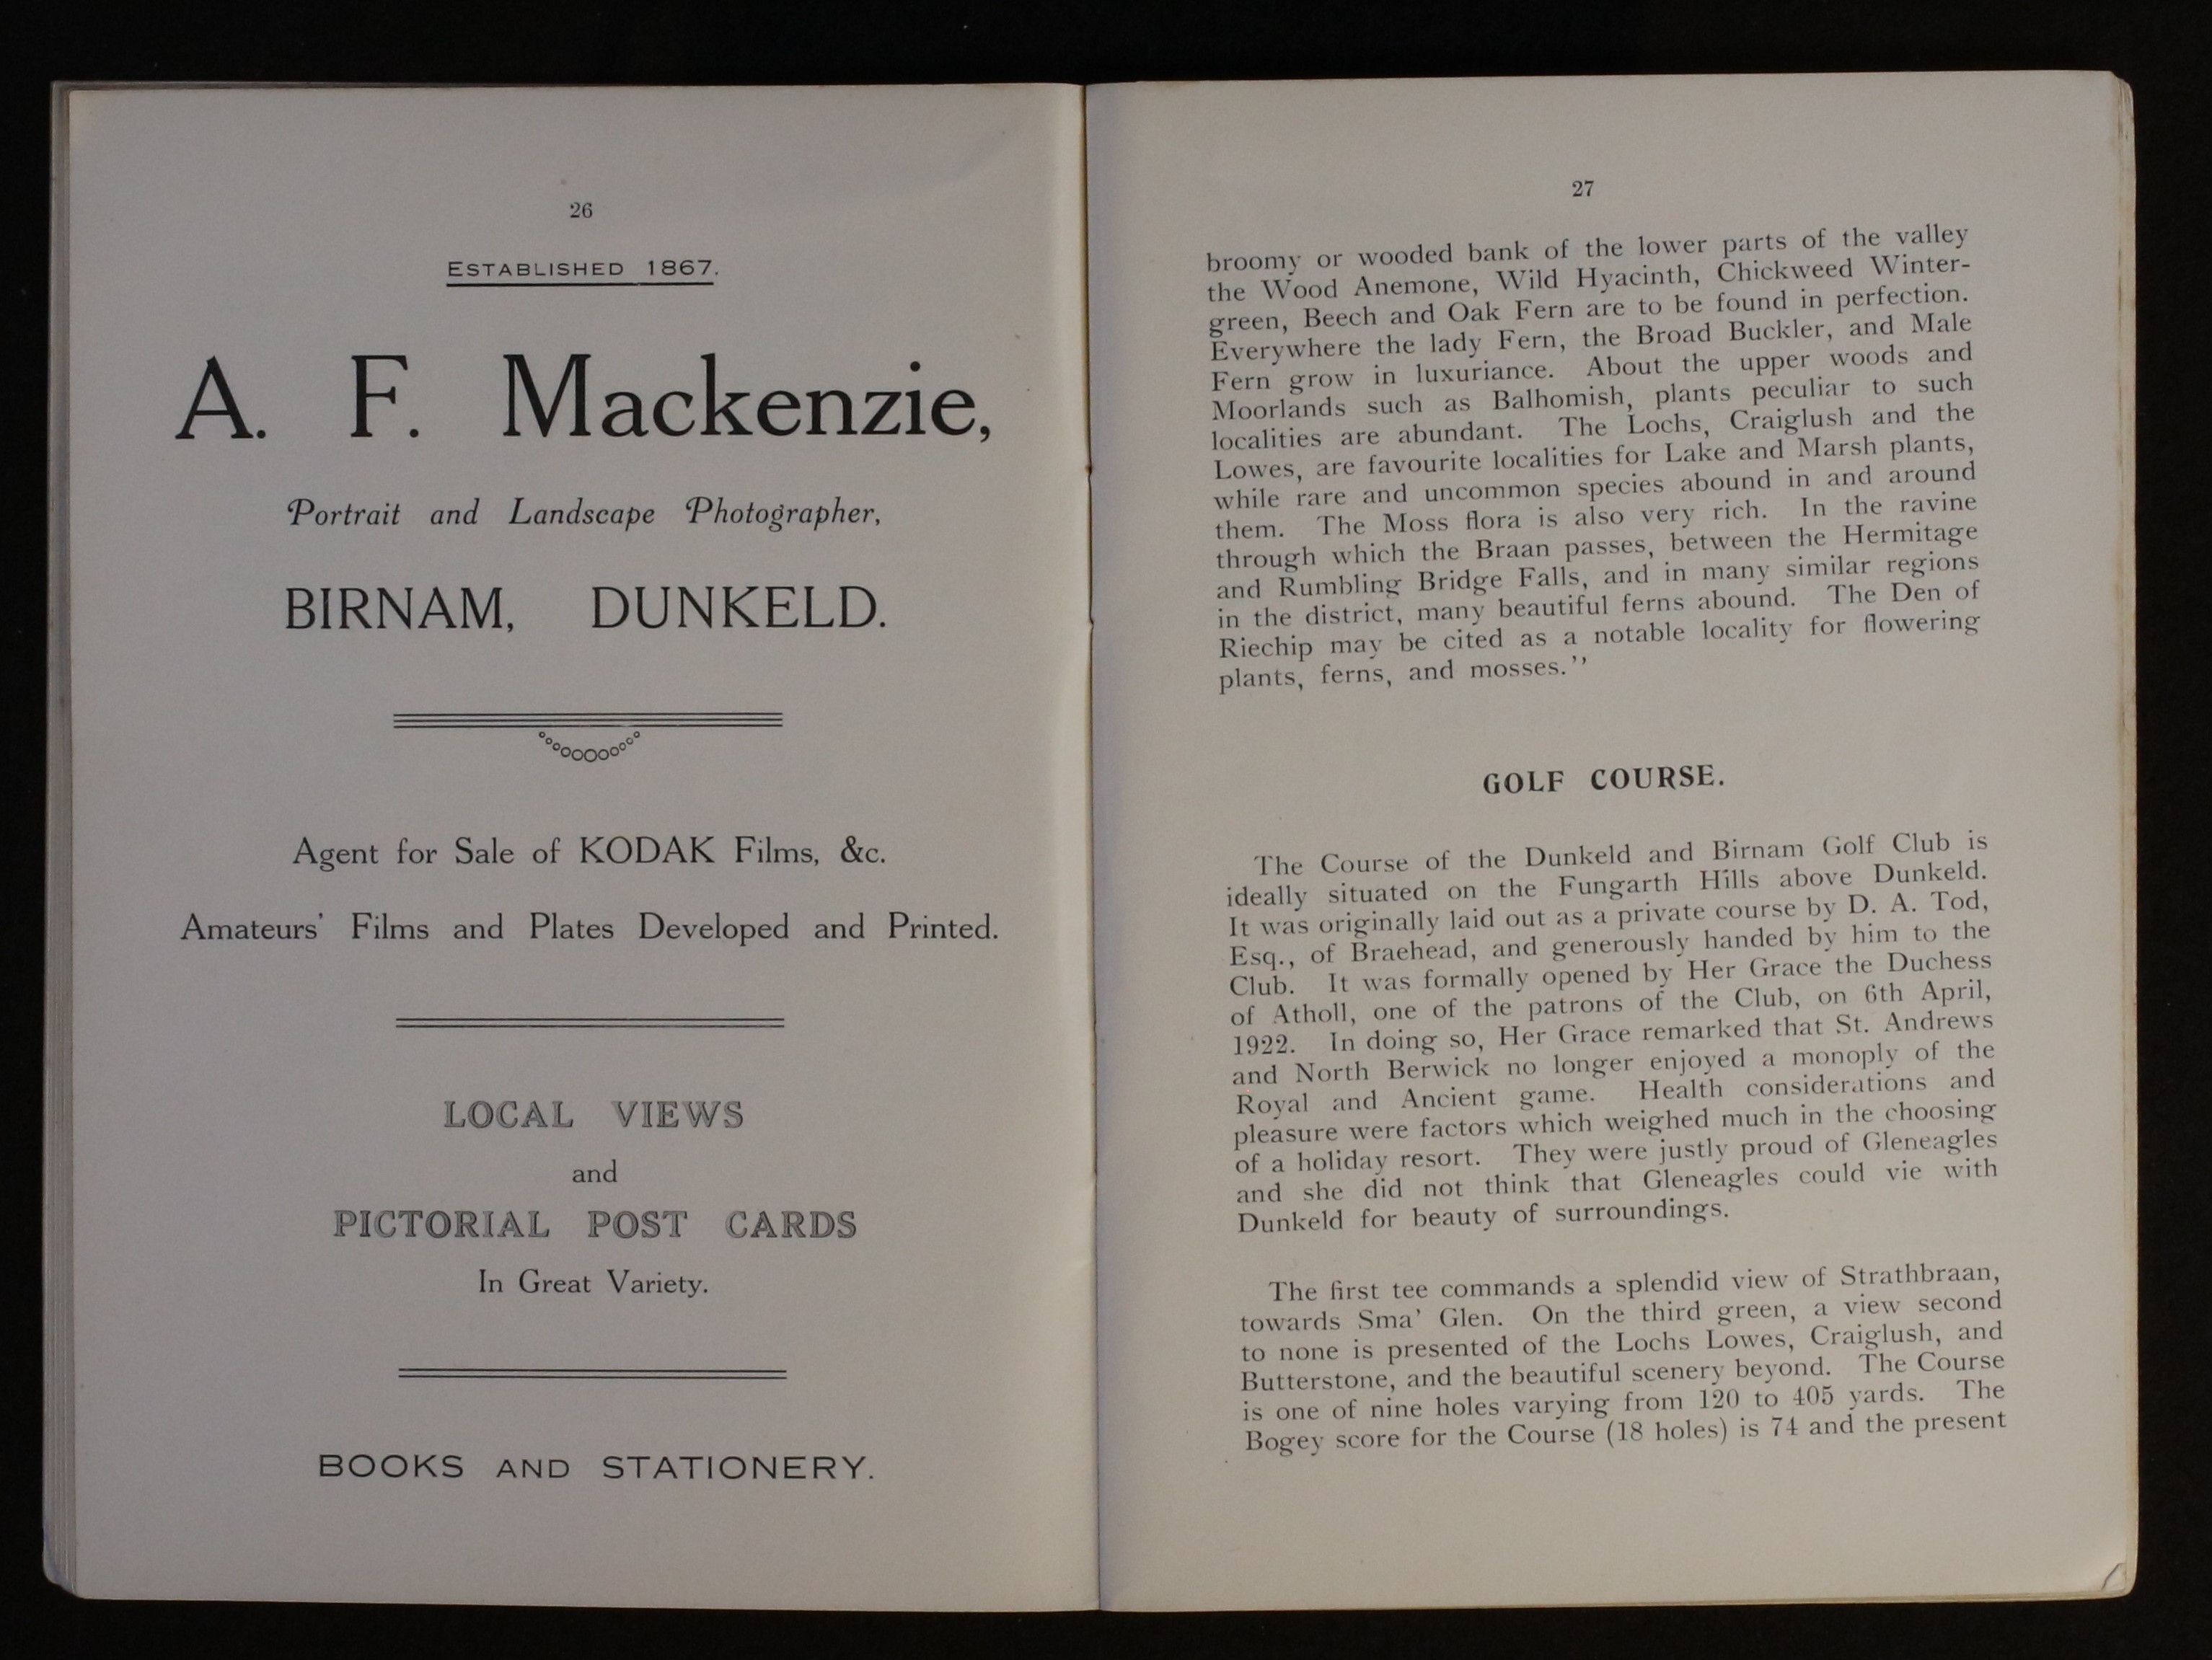 26
ESTABLISHED 1867.
A. F. Mackenzie,
Portrait and Landscape Photographer,
BIRNAM, DUNKELD.
Agent for Sale of KODAK Films, &c.
Amateurs' Films and Plates Developed and Printed.
LOCAL VIEWS
and
PICTORIAL POST CARDS
In Great Variety.
BOOKS AND STATIONERY.
27
broomy or wooded bank of the lower parts of the valley
the Wood Anemone, Wild Hyacinth, Chickweed Winter-
green, Beech and Oak Fern are to be found in perfection.
Everywhere the lady Fern, the Broad Buckler, and Male
Fern grow in luxuriance. About the upper woods and
Moorlands such as Balhomish, plants peculiar to such
localities are abundant. The Lochs, Craiglush and the
Lowes, are favourite localities for Lake and Marsh plants,
while rare and uncommon species abound in and around
them. The Moss flora is also very rich. In the ravine
through which the Braan passes, between the Hermitage
and Rumbling Bridge Falls, and in many similar regions
in the district, many beautiful ferns abound. The Den of
Riechip may be cited as a notable locality for flowering
plants, ferns, and mosses.''
GOLF COURSE.
The Course of the Dunkeld and Birnam Golf Club is
ideally situated on the Fungarth Hills above Dunkeld.
It was originally laid out as a private course by D. A. Tod,
Esq., of Braehead, and generously handed by him to the
Club. It was formally opened by Her Grace the Duchess
of Atholl, one of the patrons of the Club, on 6th April,
1922. In doing so, Her Grace remarked that St. Andrews
and North Berwick no longer enjoyed a monoply of the
Royal and Ancient game. Health considerations and
pleasure were factors which weighed much in the choosing
of a holiday resort. They were justly proud of Gleneagles
and she did not think that Gleneagles could vie with
Dunkeld for beauty of surroundings.
The first tee commands a splendid view of Strathbraan,
towards Sma' Glen. On the third green, a view second
to none is presented of the Lochs Lowes, Craiglush, and
Butterstone, and the beautiful scenery beyond. The Course
is one of nine holes varying from 120 to 405 yards. The
Bogey score for the Course (18 holes) is 74 and the present